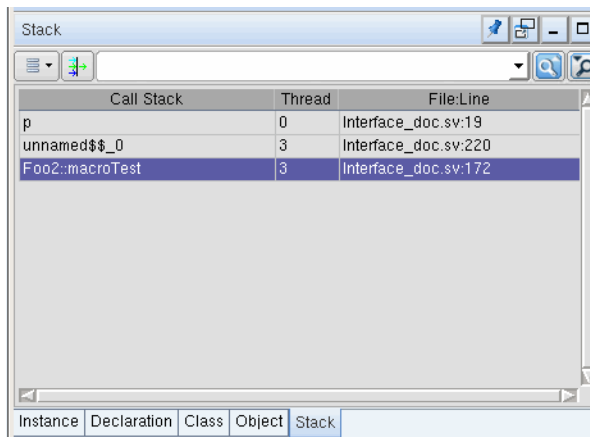 Stack
Call Stack Thread File:Line
p 0 Interface_doc.sv:19
unnamed$$_0 3 Interface_doc.sv:220
Foo2::macroTest 3 Interface_doc.sv:172
Instance Declaration Class Object Stack